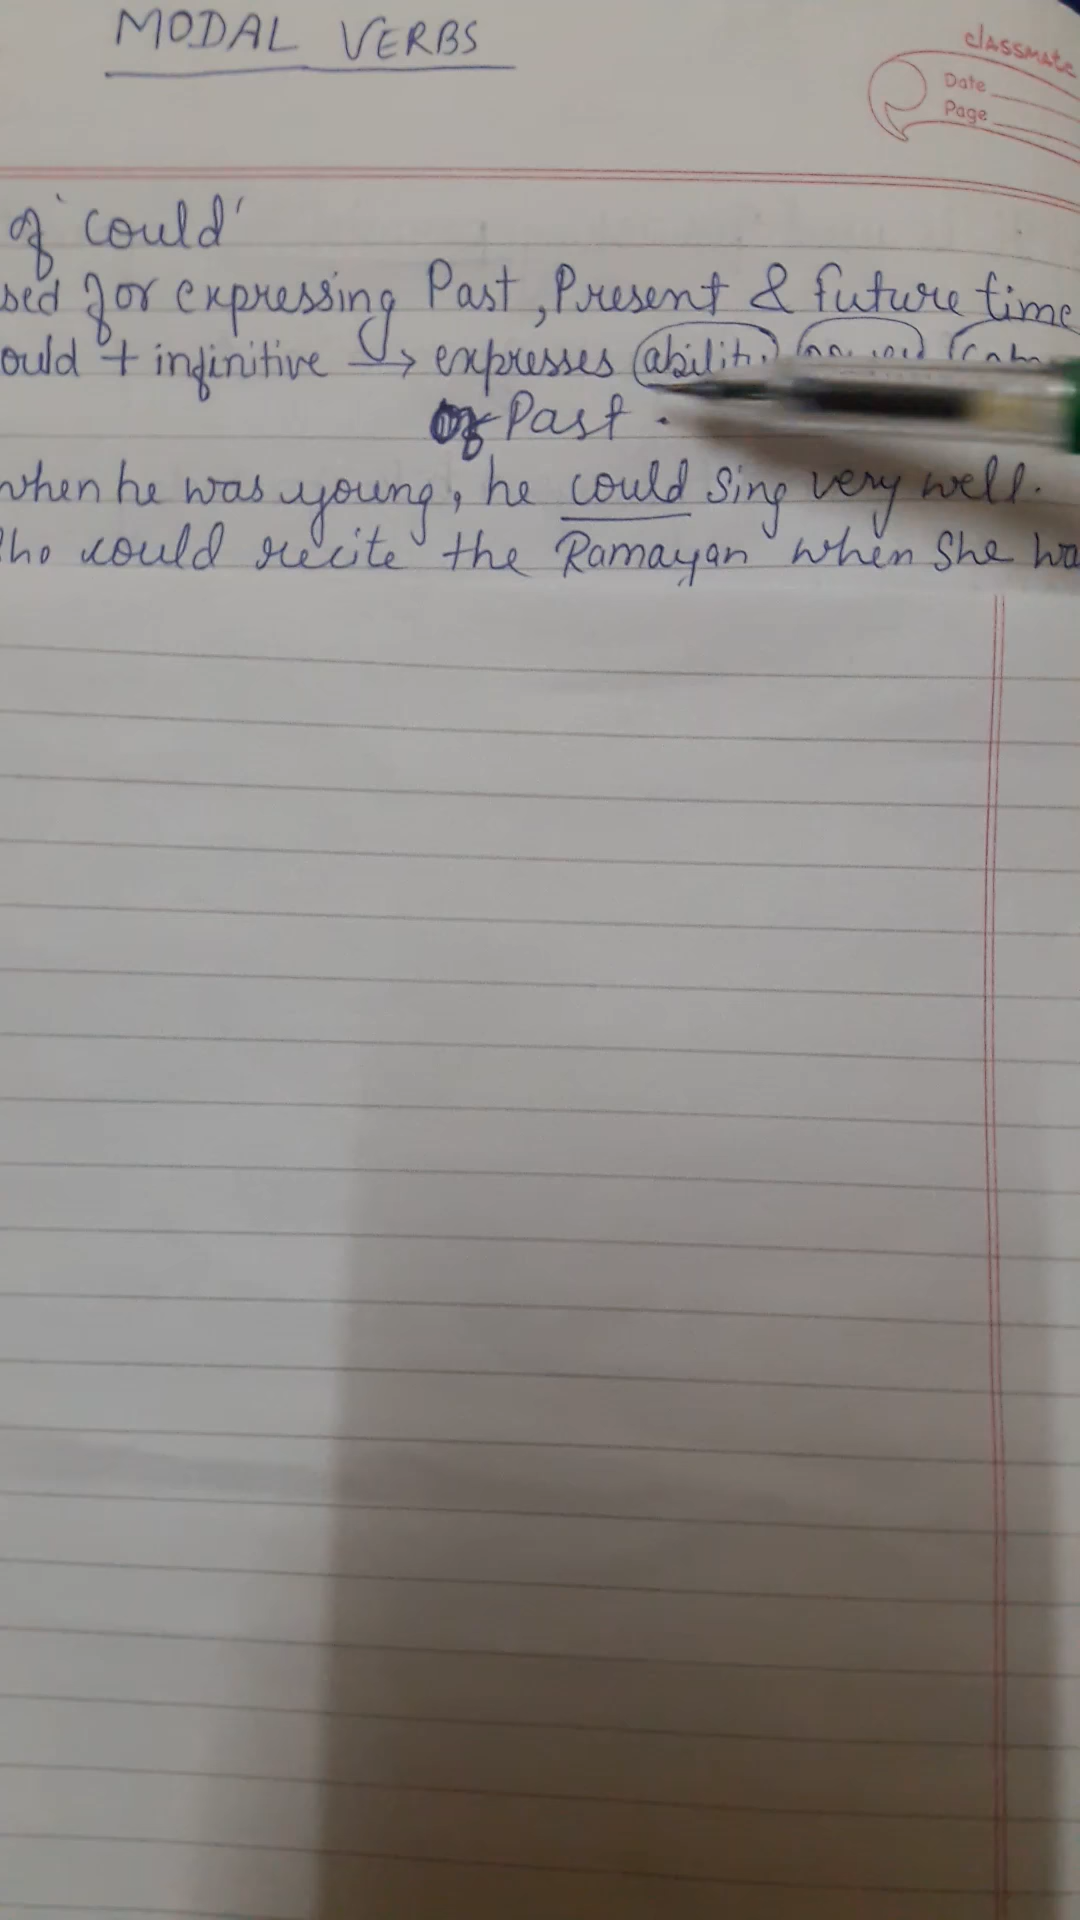 MODAL VERBS
classmate
Date
Page
of 'could'
sed for expressing Past, Present & future time
ould + infinitive → expresses ability
of Past.
when he was young, he could sing very well.
could recite the Ramayan when She